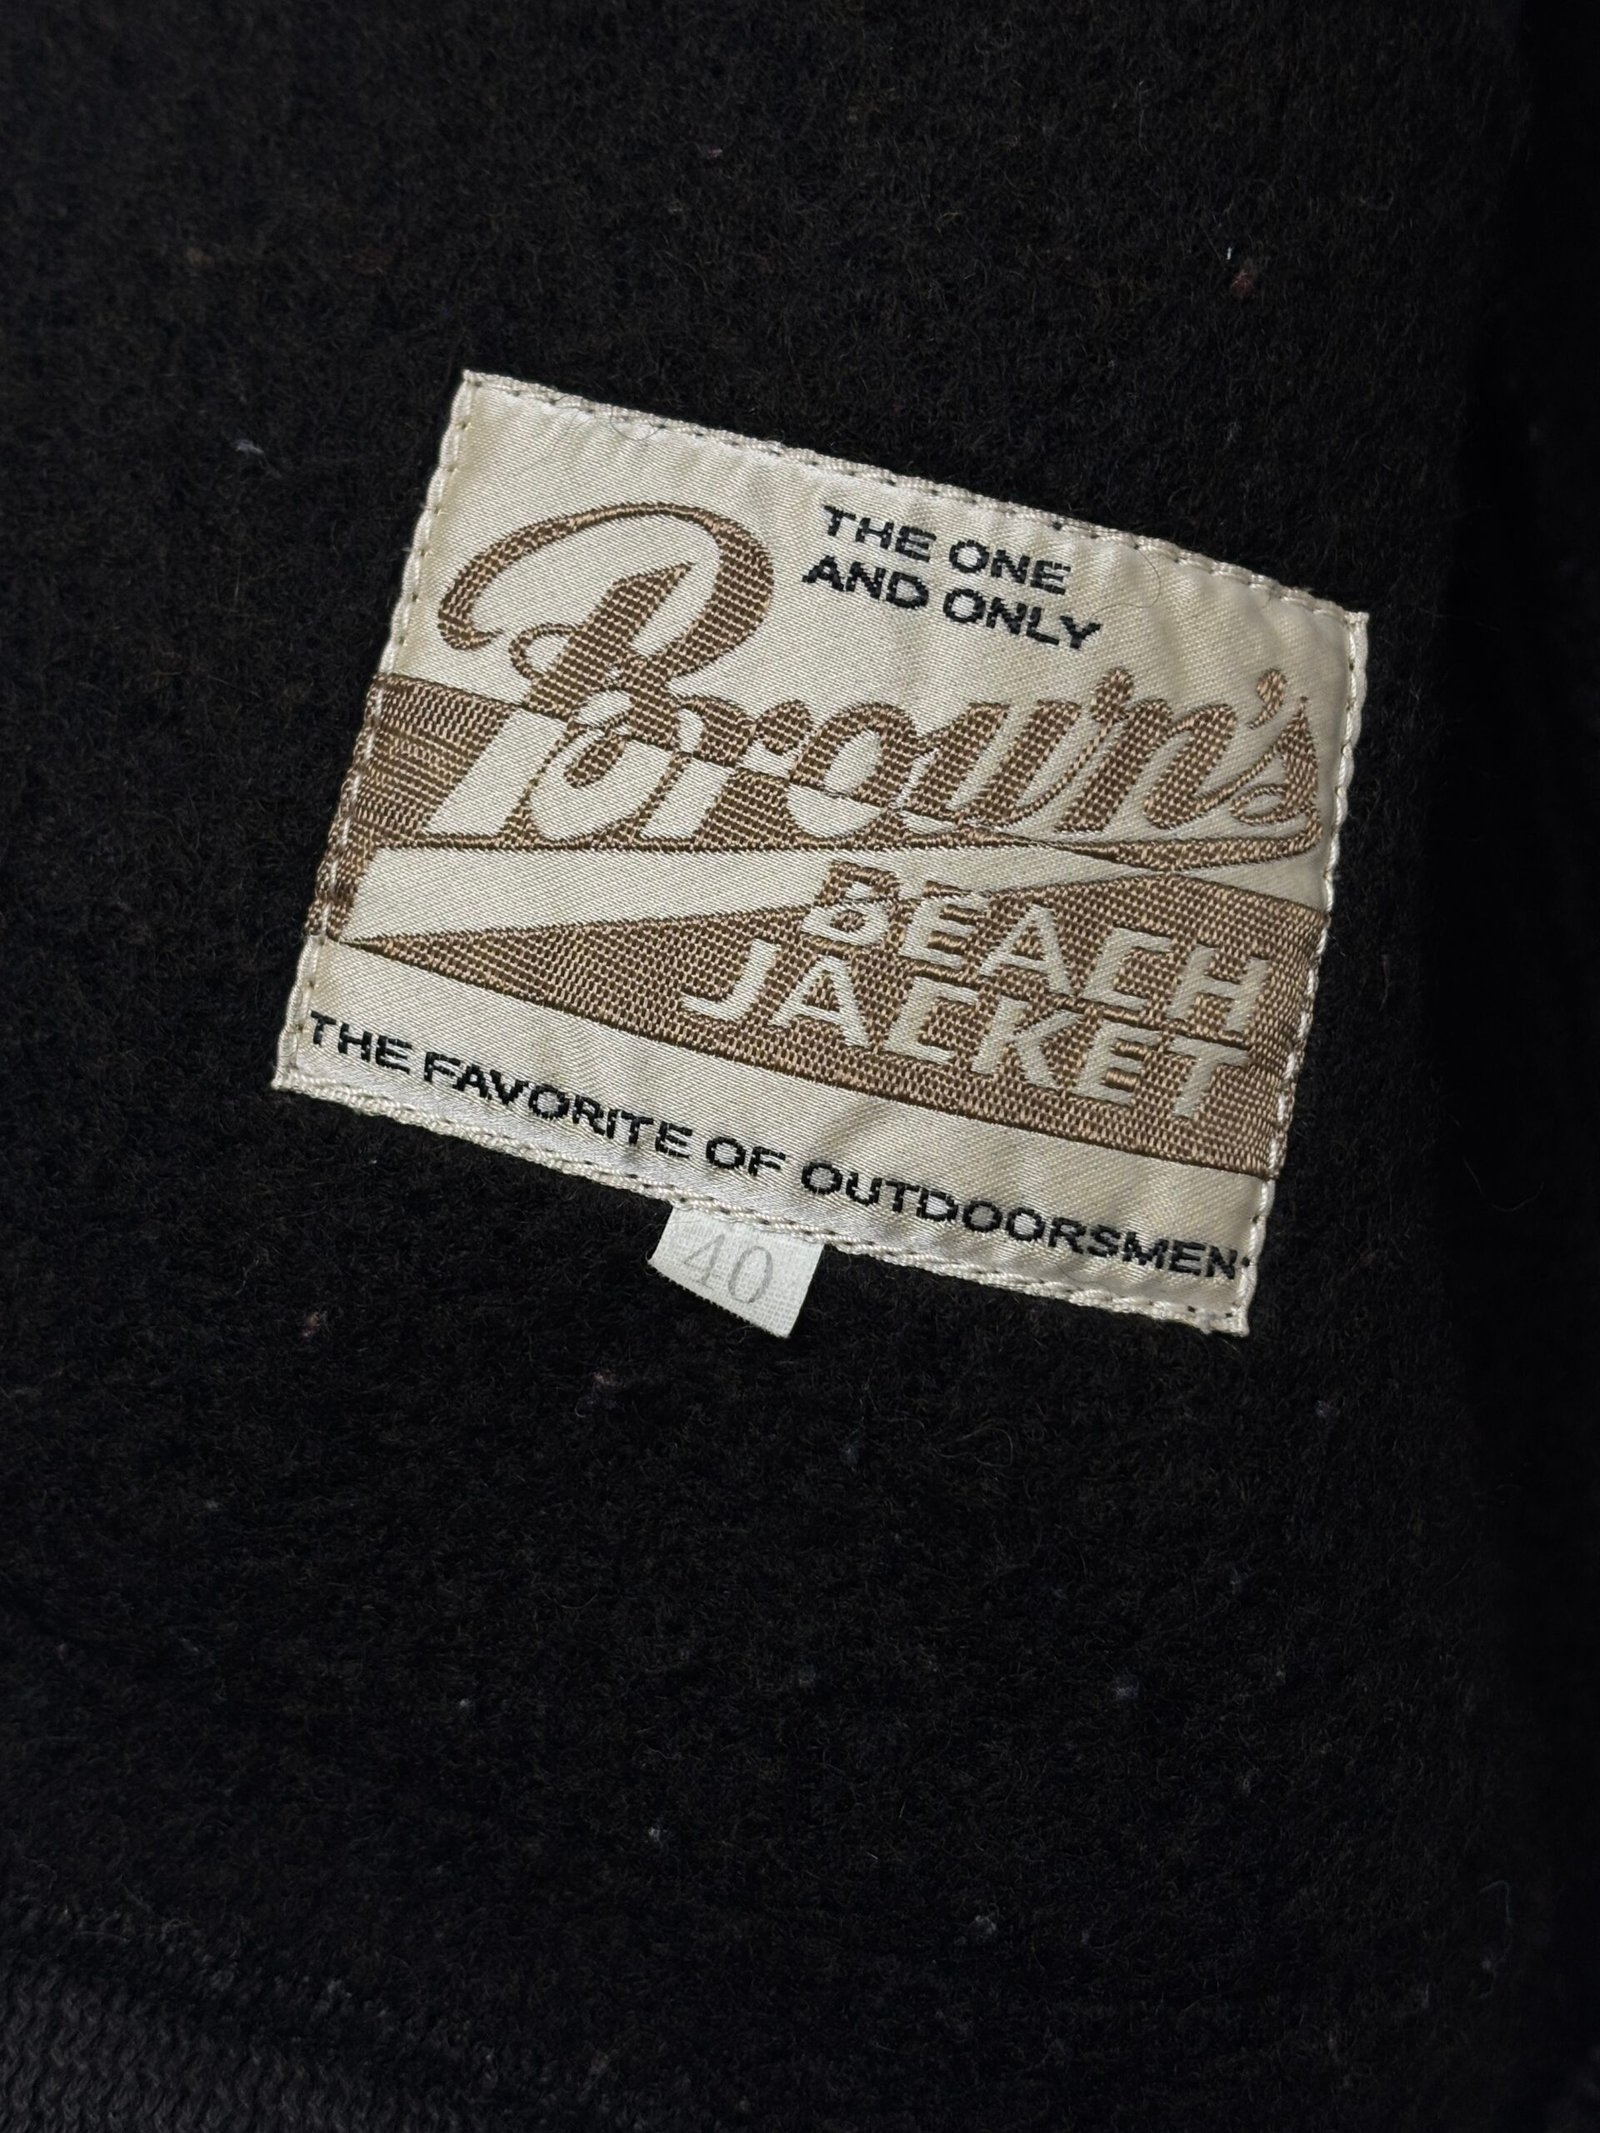 THE ONE
AND ONLY
Brown's
BEACH
JACKET
THE FAVORITE OF OUTDOORSMEN.
40